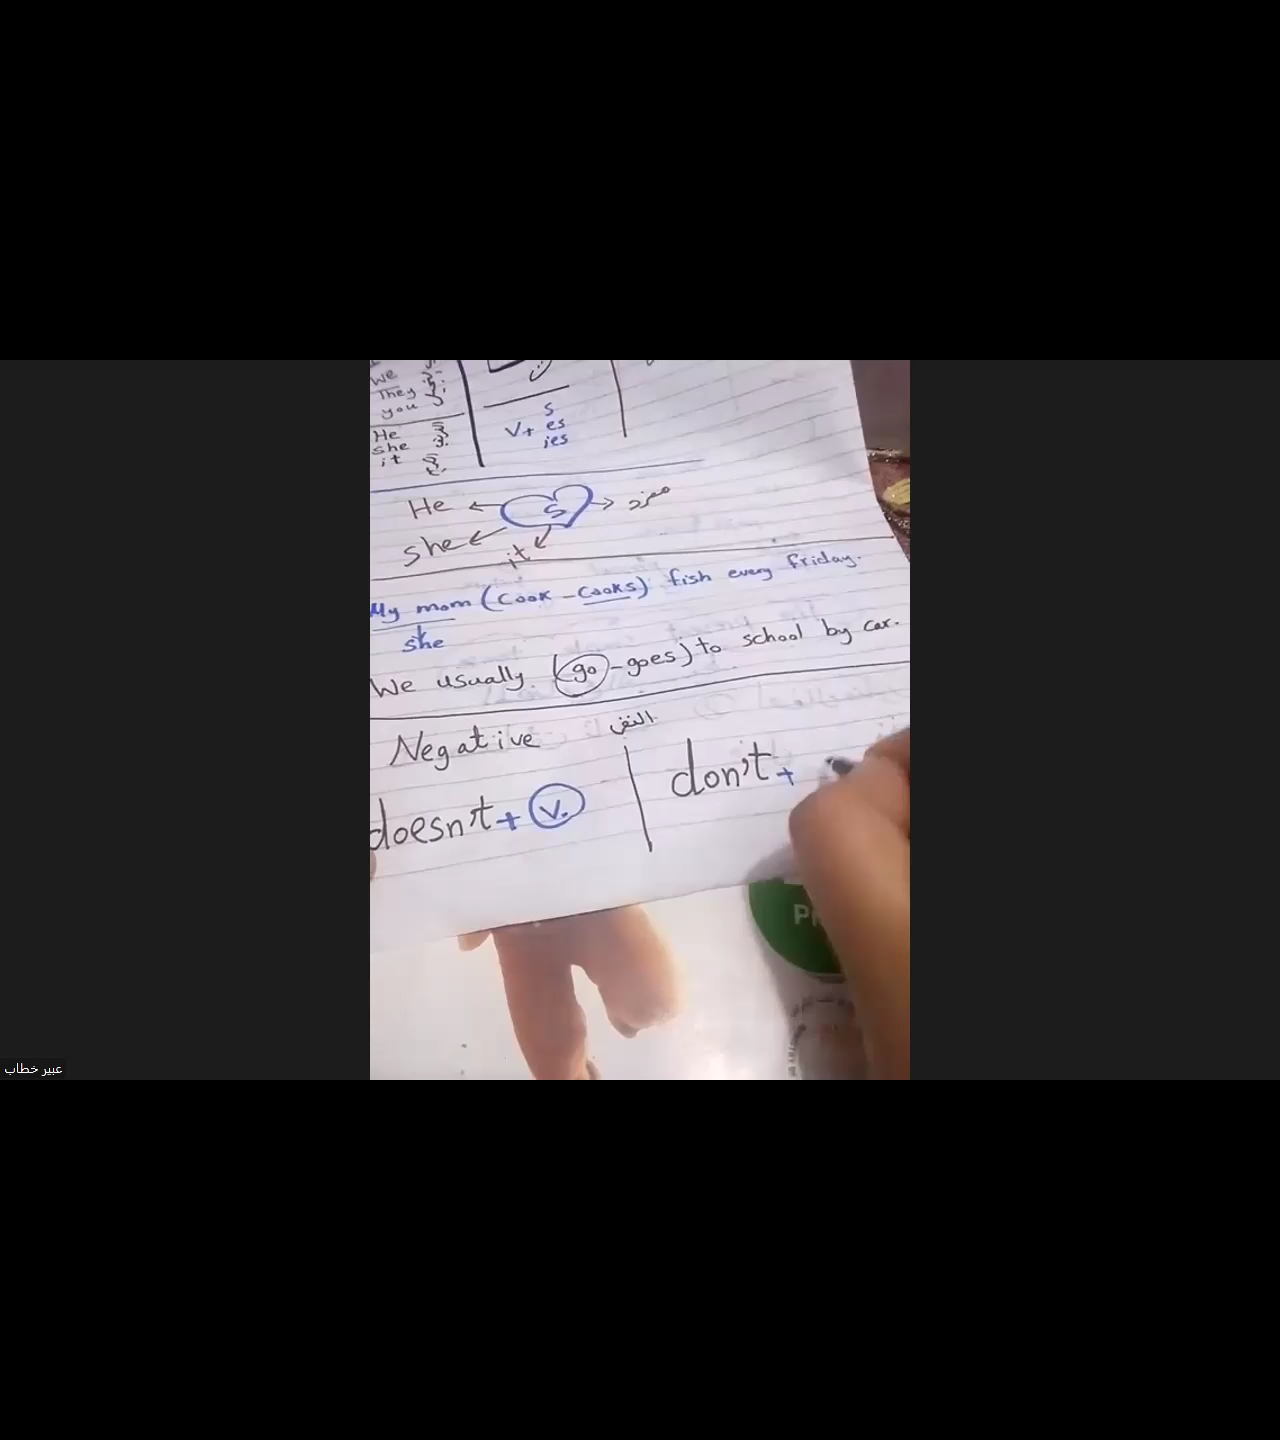 We
They
you
He
she
it
V+ s
es
ies
He ← s → مفرد
she
it
My mom (cook - cooks) fish every friday.
she
We usually (go - goes) to school by car.
Negative النفى
doesn't + v.
don't +
عبير خطاب